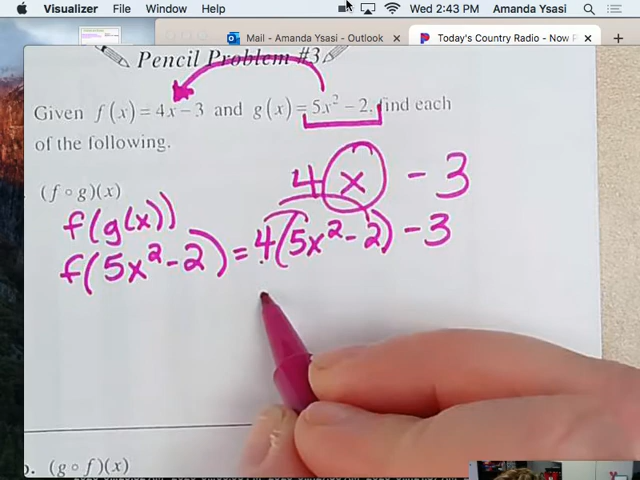 Visualizer File Window Help Wed 2:43 PM Amanda Ysasi
Mail - Amanda Ysasi - Outlook Today's Country Radio - Now P
Pencil Problem #3
Given f(x) = 4x − 3 and g(x) = 5x² − 2, find each
of the following.
(f ∘ g)(x)
4 x − 3
f(g(x))
f(5x² − 2) = 4(5x² − 2) − 3
. (g ∘ f)(x)